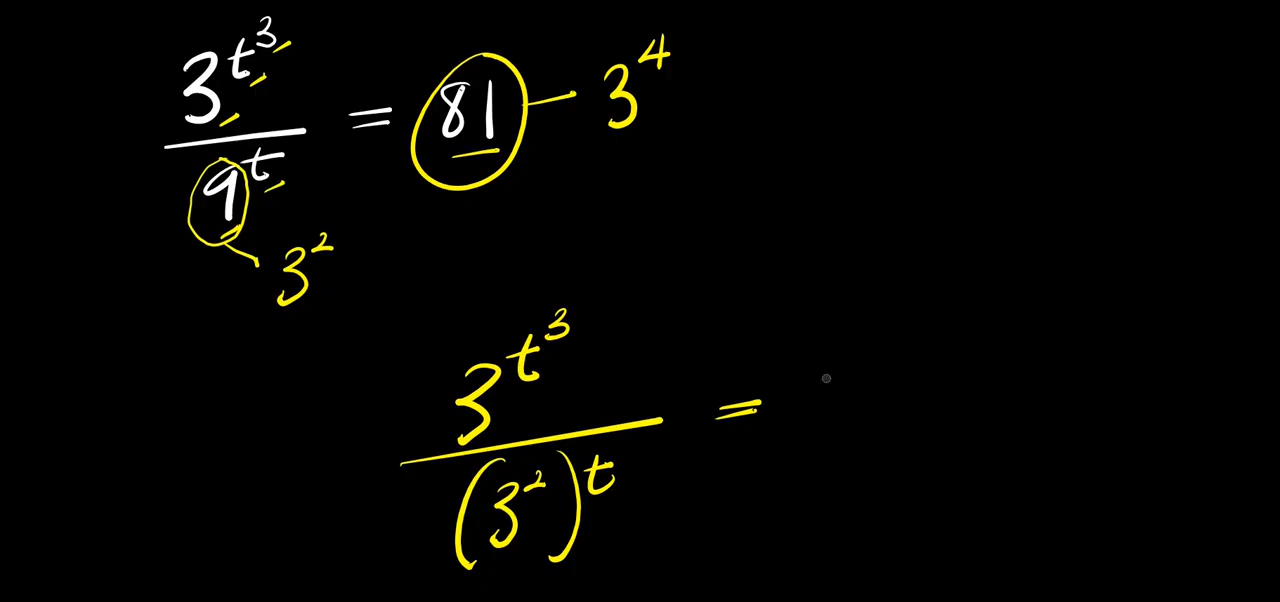 3^{t^3} / 9^t = 81 - 3^4
3^2
3^{t^3} / (3^2)^t =